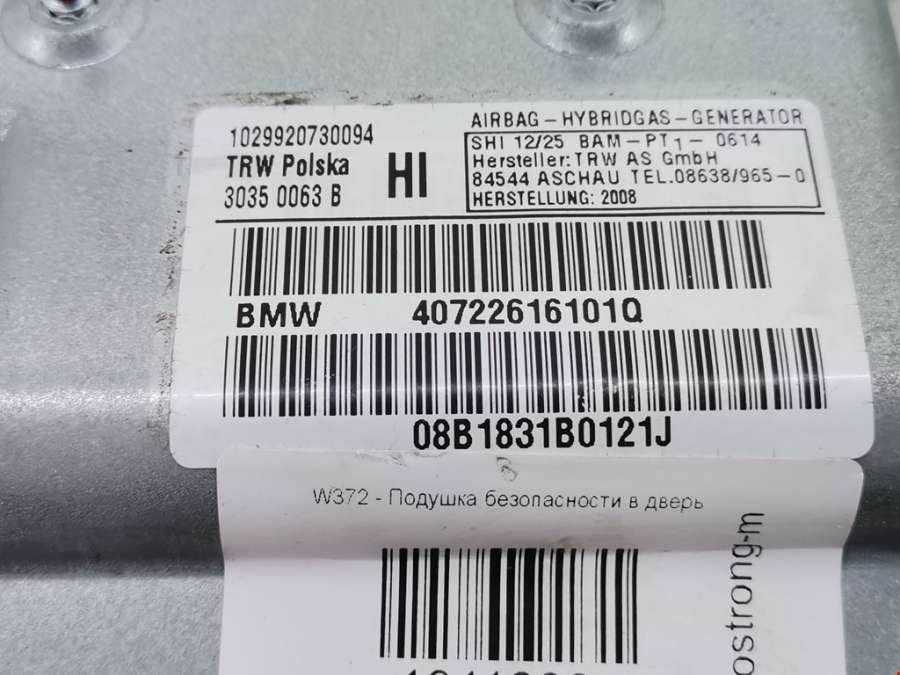 1029920730094
TRW Polska
3035 0063 B
HI
AIRBAG - HYBRIDGAS - GENERATOR
SHI 12/25 BAM - PT1 - 0614
Hersteller: TRW AS GmbH
84544 ASCHAU TEL.08638/965-0
HERSTELLUNG: 2008
BMW 40722616101Q
08B1831B0121J
W372 - Подушка безопасности в дверь
ostrong-m